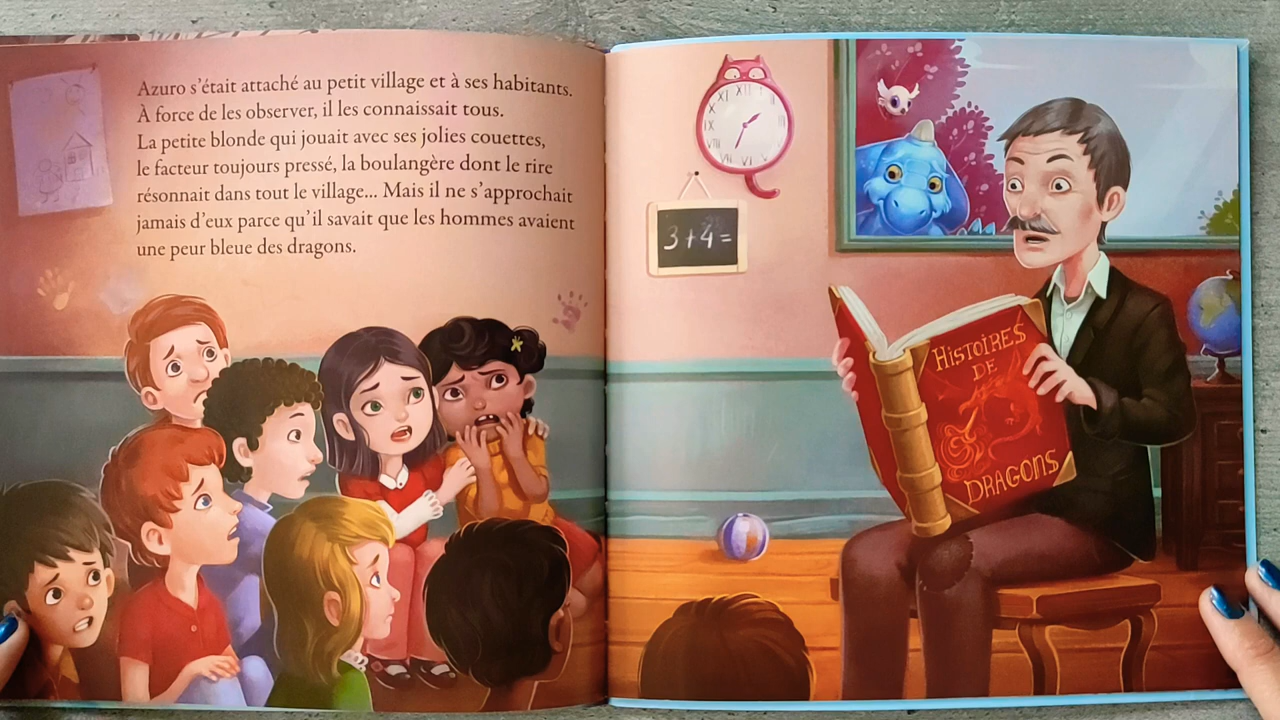 Azuro s'était attaché au petit village et à ses habitants.
À force de les observer, il les connaissait tous.
La petite blonde qui jouait avec ses jolies couettes,
le facteur toujours pressé, la boulangère dont le rire
résonnait dans tout le village... Mais il ne s'approchait
jamais d'eux parce qu'il savait que les hommes avaient
une peur bleue des dragons.
3+4=
HISTOIRES
DE
DRAGONS